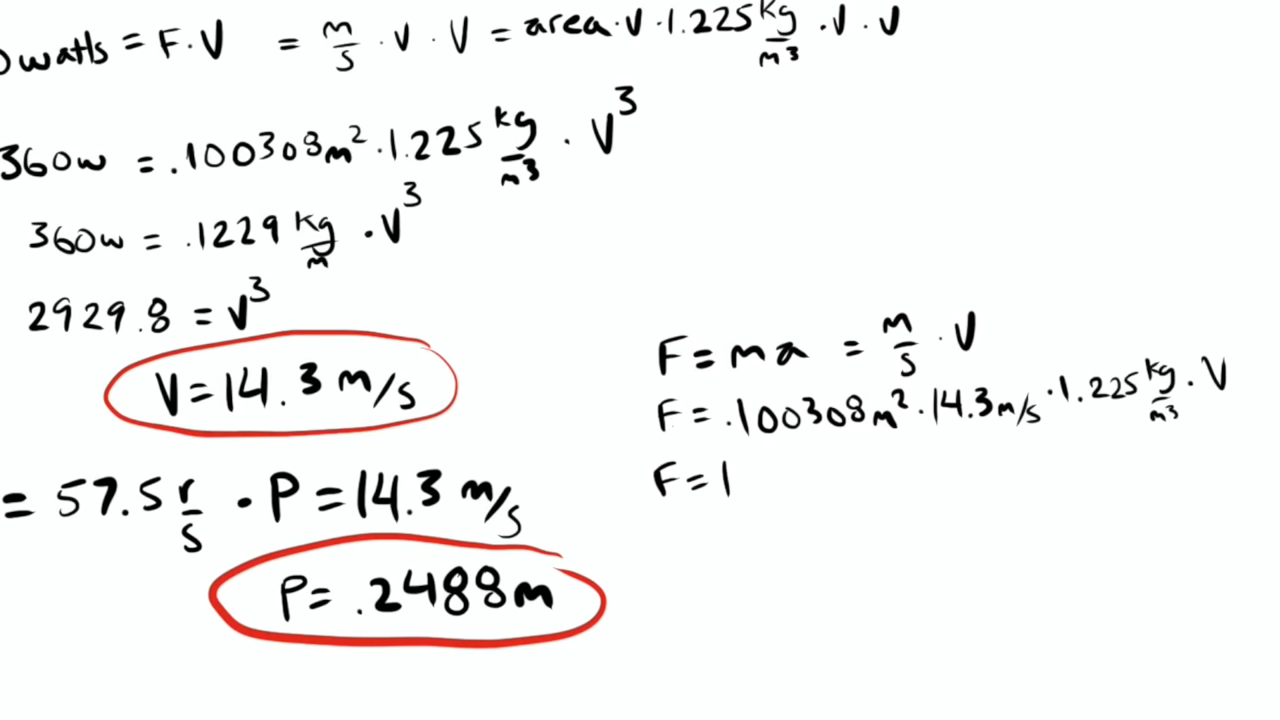 0 watts = F · V = m/s · V · V = area · V · 1.225 kg/m³ · V · V
360w = .100308m² · 1.225 kg/m³ · V³
360w = .1229 kg/m · V³
2929.8 = V³
V = 14.3 m/s
= 57.5 r/s · P = 14.3 m/s
P = .2488m
F = ma = m/s · V
F = .100308m² · 14.3m/s · 1.225 kg/m³ · V
F = 1